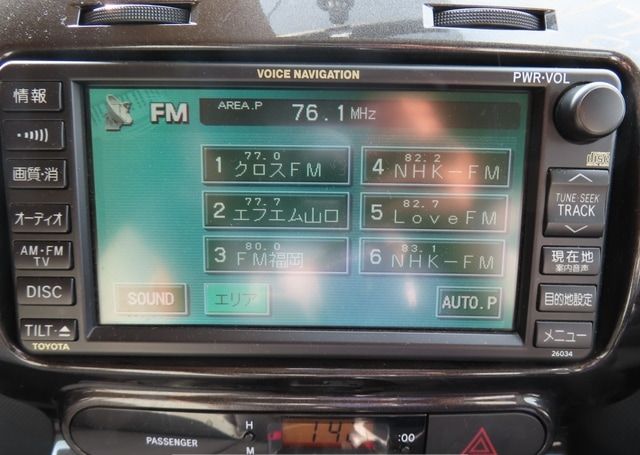 VOICE NAVIGATION
PWR·VOL
情報
画質·消
オーディオ
AM·FM
TV
DISC
TILT·
TOYOTA
FM
AREA.P
76.1MHz
1 77.0 クロスFM
2 77.7 エフエム山口
3 80.0 FM福岡
4 82.2 NHK-FM
5 82.7 LoveFM
6 83.1 NHK-FM
SOUND
エリア
AUTO.P
DISC
TUNE·SEEK
TRACK
現在地
案内音声
目的地設定
メニュー
26034
PASSENGER
H
M
:00